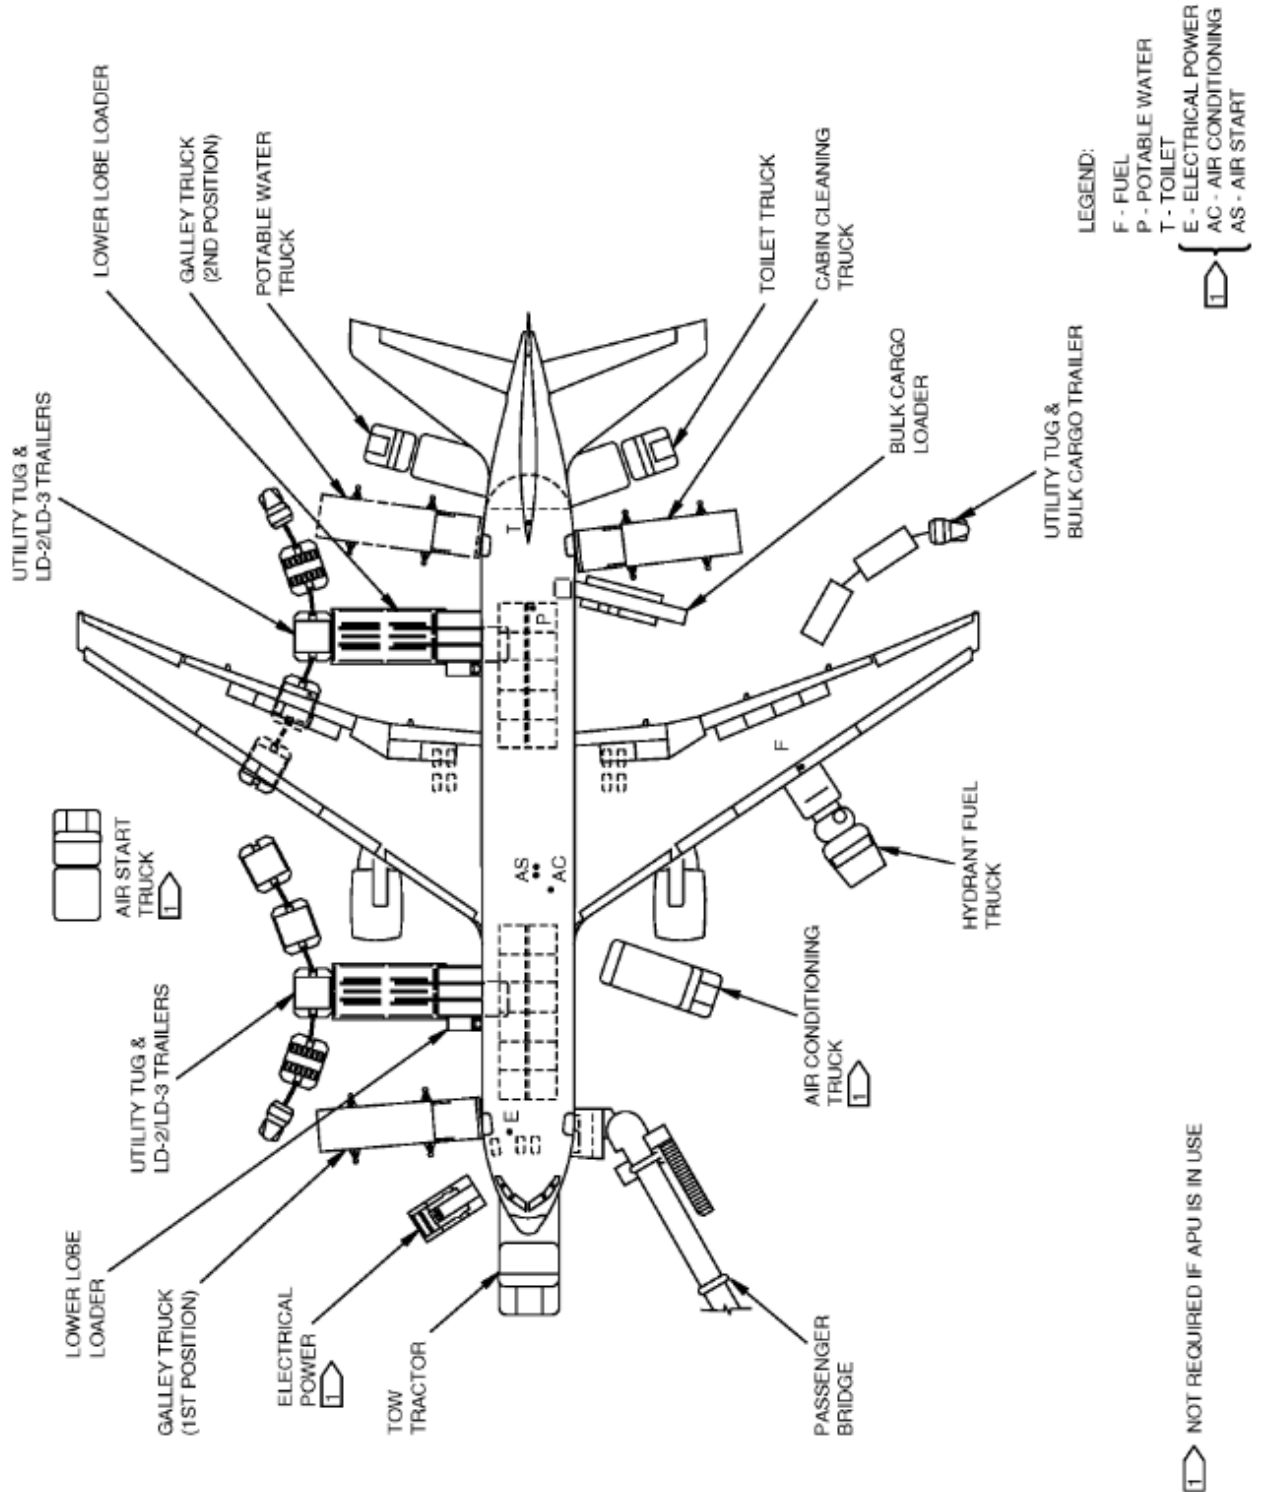 UTILITY TUG &
LD-2/LD-3 TRAILERS
LOWER LOBE LOADER
GALLEY TRUCK
(2ND POSITION)
POTABLE WATER
TRUCK
TOILET TRUCK
CABIN CLEANING
TRUCK
BULK CARGO
LOADER
UTILITY TUG &
BULK CARGO TRAILER
LEGEND:
F - FUEL
P - POTABLE WATER
T - TOILET
E - ELECTRICAL POWER
AC - AIR CONDITIONING
AS - AIR START
1
AIR START
TRUCK
1
T
P
F
AS
AC
E
HYDRANT FUEL
TRUCK
UTILITY TUG &
LD-2/LD-3 TRAILERS
AIR CONDITIONING
TRUCK
1
LOWER LOBE
LOADER
GALLEY TRUCK
(1ST POSITION)
ELECTRICAL
POWER
1
TOW
TRACTOR
PASSENGER
BRIDGE
1 NOT REQUIRED IF APU IS IN USE